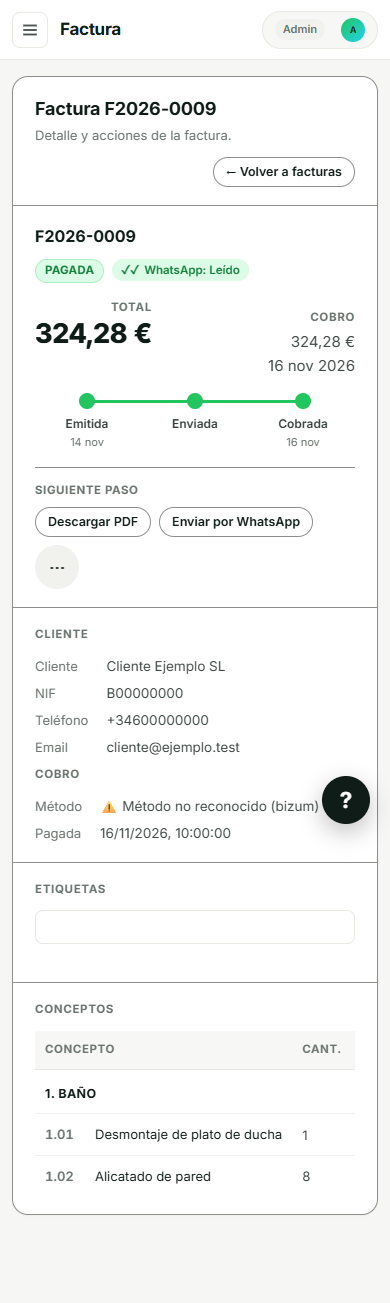 Factura
Admin
A
Factura F2026-0009
Detalle y acciones de la factura.
← Volver a facturas
F2026-0009
PAGADA
✓✓ WhatsApp: Leído
TOTAL
324,28 €
COBRO
324,28 €
16 nov 2026
Emitida
14 nov
Enviada
Cobrada
16 nov
SIGUIENTE PASO
Descargar PDF
Enviar por WhatsApp
...
CLIENTE
Cliente Cliente Ejemplo SL
NIF B00000000
Teléfono +34600000000
Email cliente@ejemplo.test
COBRO
Método ⚠️ Método no reconocido (bizum)
?
Pagada 16/11/2026, 10:00:00
ETIQUETAS
CONCEPTOS
CONCEPTO CANT.
1. BAÑO
1.01 Desmontaje de plato de ducha 1
1.02 Alicatado de pared 8